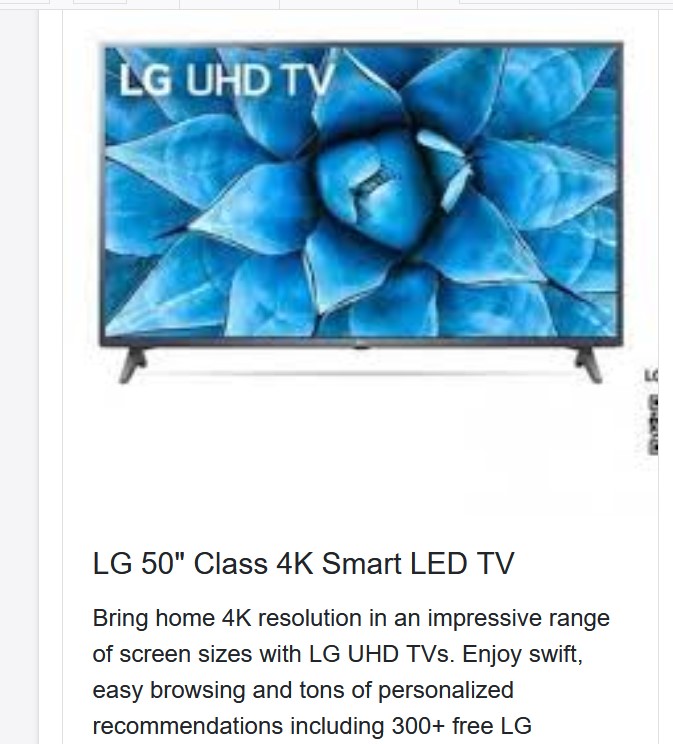 LG UHD TV
LG 50" Class 4K Smart LED TV
Bring home 4K resolution in an impressive range
of screen sizes with LG UHD TVs. Enjoy swift,
easy browsing and tons of personalized
recommendations including 300+ free LG